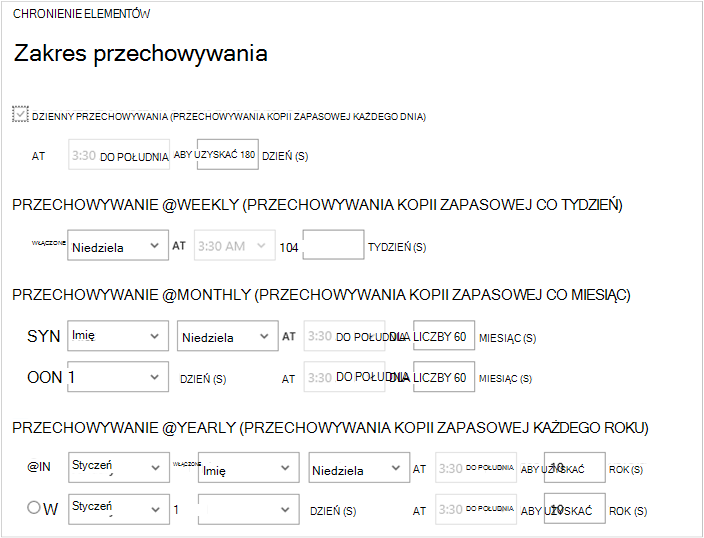 CHRONIENIE ELEMENTÓW
Zakres przechowywania
DZIENNY PRZECHOWYWANIA (PRZECHOWYWANIA KOPII ZAPASOWEJ KAŻDEGO DNIA)
AT 3:30 DO POŁUDNIA ABY UZYSKAĆ 180 DZIEŃ (S)
PRZECHOWYWANIE @WEEKLY (PRZECHOWYWANIA KOPII ZAPASOWEJ CO TYDZIEŃ)
WŁĄCZONE Niedziela AT 3:30 AM 104 TYDZIEŃ (S)
PRZECHOWYWANIE @MONTHLY (PRZECHOWYWANIA KOPII ZAPASOWEJ CO MIESIĄC)
SYN Imię Niedziela AT 3:30 DO POŁUDNIA DLA LICZBY 60 MIESIĄC (S)
OON 1 DZIEŃ (S) AT 3:30 DO POŁUDNIA DLA LICZBY 60 MIESIĄC (S)
PRZECHOWYWANIE @YEARLY (PRZECHOWYWANIA KOPII ZAPASOWEJ KAŻDEGO ROKU)
@IN Styczeń WŁĄCZONE Imię Niedziela AT 3:30 DO POŁUDNIA ABY UZYSKAĆ 10 ROK (S)
W Styczeń 1 DZIEŃ (S) AT 3:30 DO POŁUDNIA ABY UZYSKAĆ 10 ROK (S)